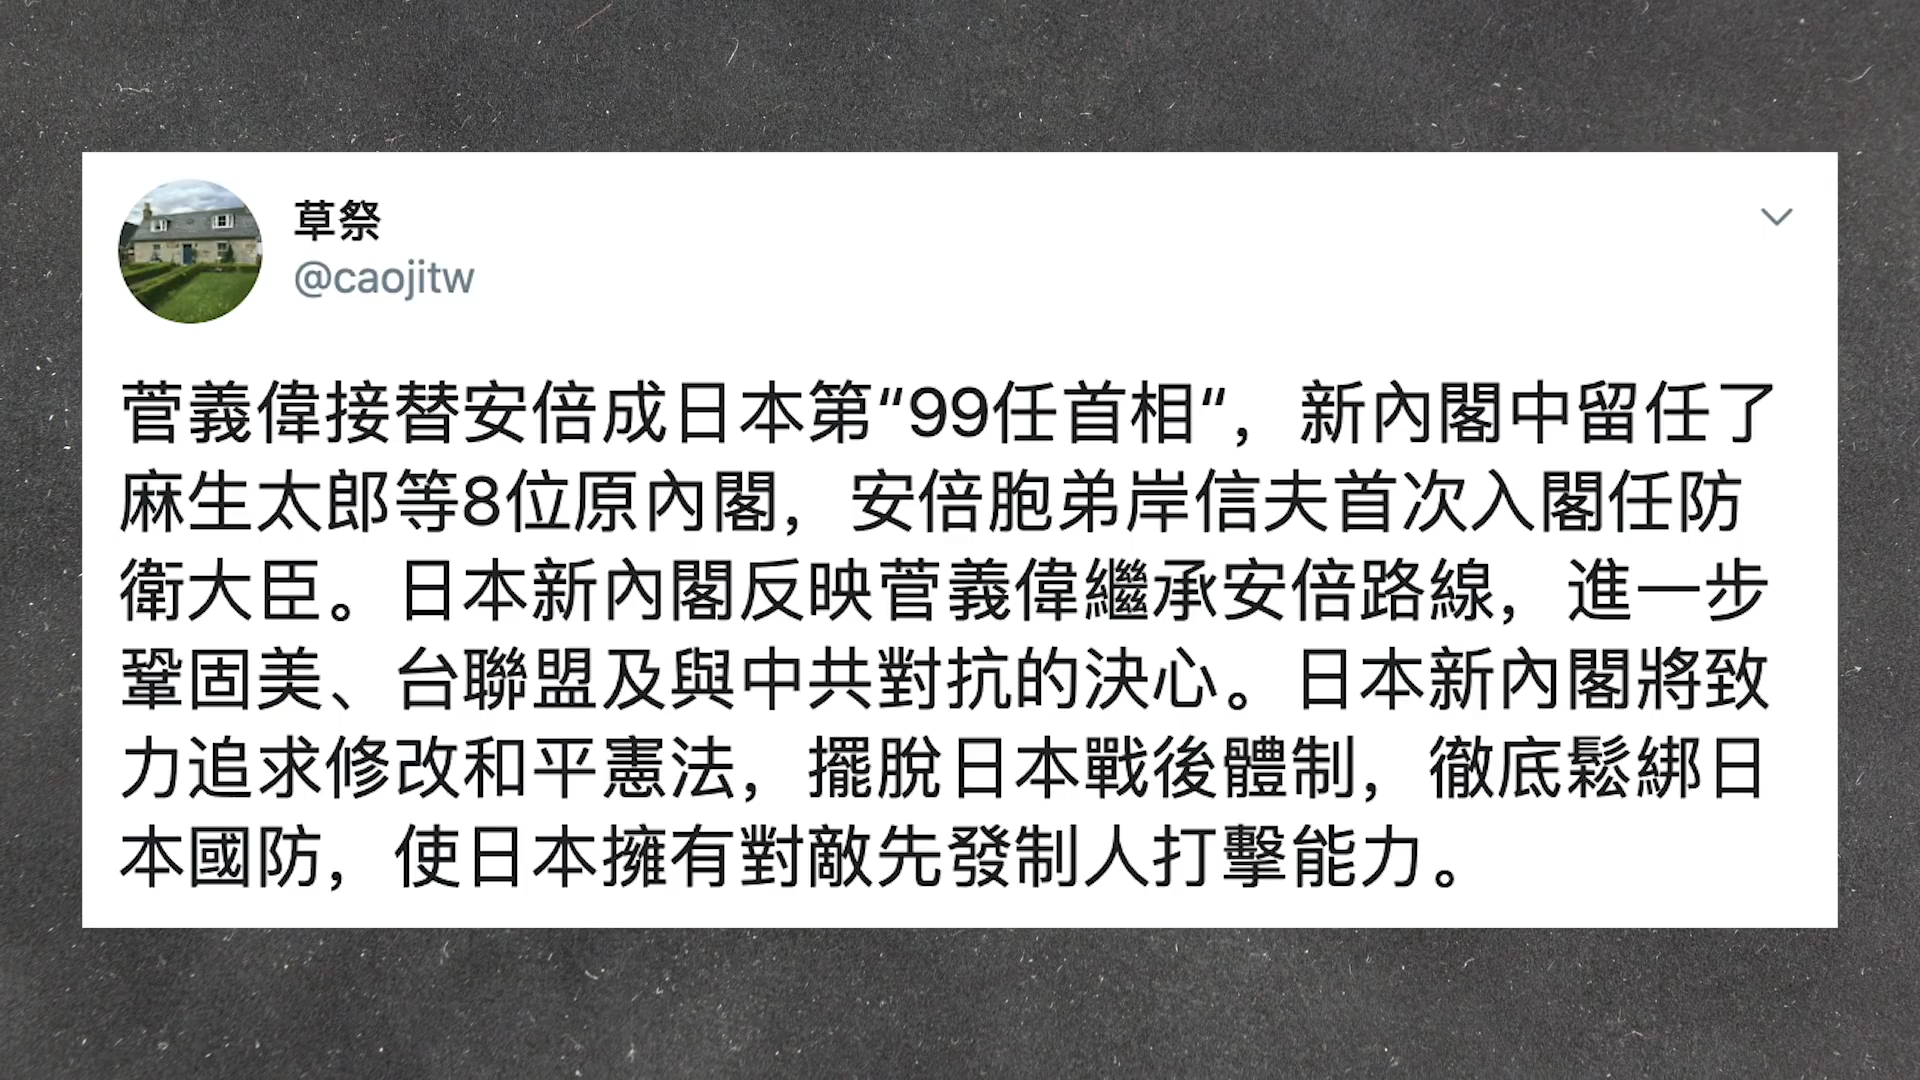 草祭
@caojitw
菅義偉接替安倍成日本第“99任首相“，新內閣中留任了
麻生太郎等8位原內閣，安倍胞弟岸信夫首次入閣任防
衛大臣。日本新內閣反映菅義偉繼承安倍路線，進一步
鞏固美、台聯盟及與中共對抗的決心。日本新內閣將致
力追求修改和平憲法，擺脫日本戰後體制，徹底鬆綁日
本國防，使日本擁有對敵先發制人打擊能力。